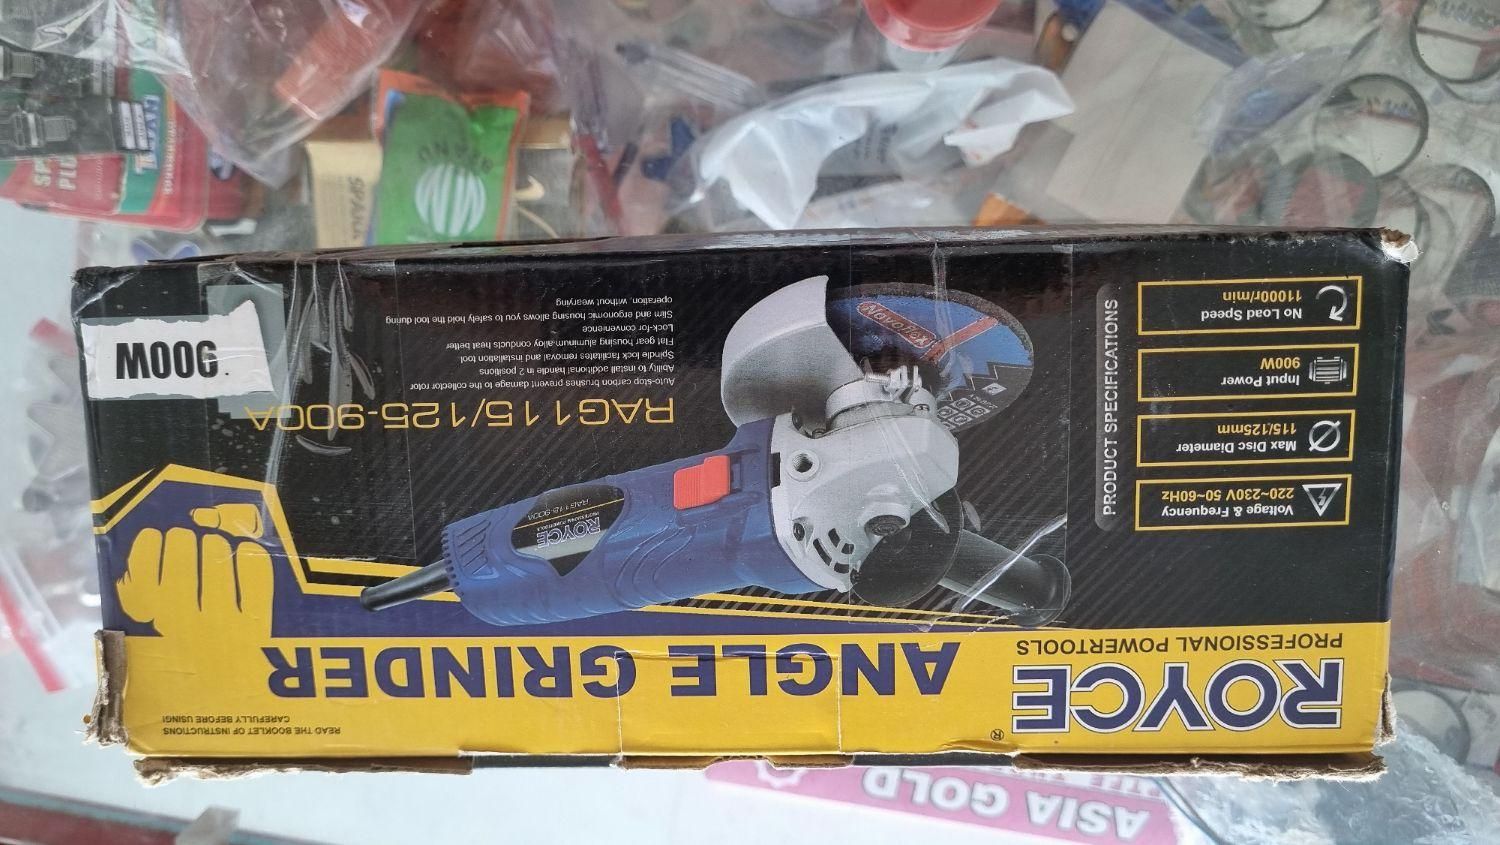 ROYCE®
PROFESSIONAL POWERTOOLS
ANGLE GRINDER
READ THE BOOKLET OF INSTRUCTIONS
CAREFULLY BEFORE USING!
PRODUCT SPECIFICATIONS
Voltage & Frequency
220~230V 50~60Hz
Max Disc Diameter
115/125mm
Input Power
900W
No Load Speed
11000r/min
ROYCE
PROFESSIONAL POWERTOOLS
RAG115/125-900A
Auto-stop carbon brushes prevent damage to the collector rotor
Ability to install additional handle in 2 positions
Spindle lock facilitates removal and installation tool
Flat gear housing aluminum-alloy conducts heat better
Lock-for convenience
Slim and ergonomic housing allows you to safely hold the tool during
operation, without wearying
900W
ASIA GOLD
BRAND